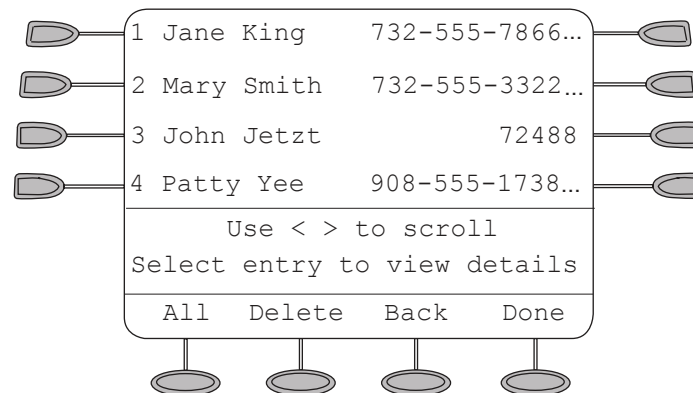 1 Jane King 732-555-7866...
2 Mary Smith 732-555-3322...
3 John Jetzt 72488
4 Patty Yee 908-555-1738...
Use < > to scroll
Select entry to view details
All Delete Back Done